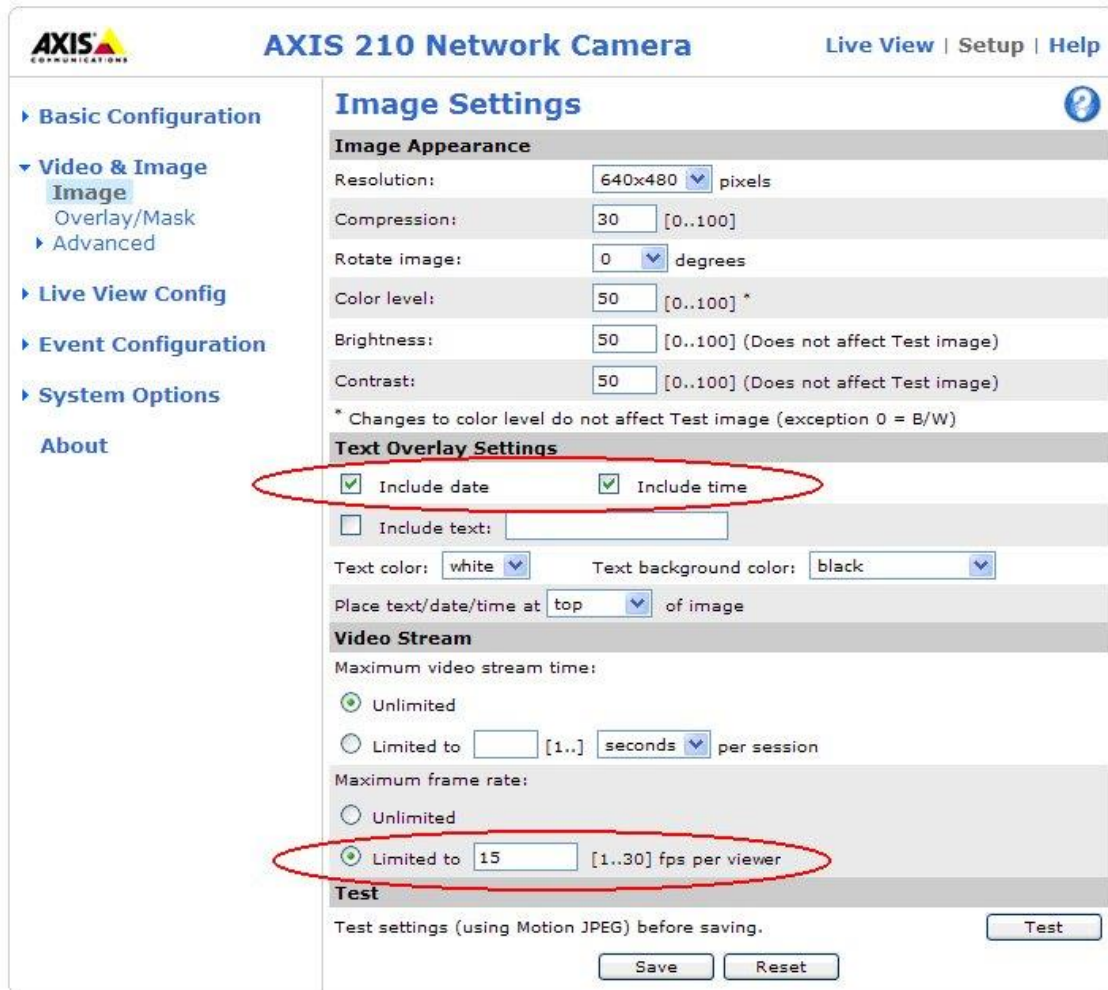 AXIS
COMMUNICATIONS
AXIS 210 Network Camera
Live View | Setup | Help
Basic Configuration
Video & Image
Image
Overlay/Mask
Advanced
Live View Config
Event Configuration
System Options
About
Image Settings
?
Image Appearance
Resolution: 640x480 pixels
Compression: 30 [0..100]
Rotate image: 0 degrees
Color level: 50 [0..100] *
Brightness: 50 [0..100] (Does not affect Test image)
Contrast: 50 [0..100] (Does not affect Test image)
* Changes to color level do not affect Test image (exception 0 = B/W)
Text Overlay Settings
Include date Include time
Include text:
Text color: white Text background color: black
Place text/date/time at top of image
Video Stream
Maximum video stream time:
Unlimited
Limited to [1..] seconds per session
Maximum frame rate:
Unlimited
Limited to 15 [1..30] fps per viewer
Test
Test settings (using Motion JPEG) before saving. Test
Save Reset